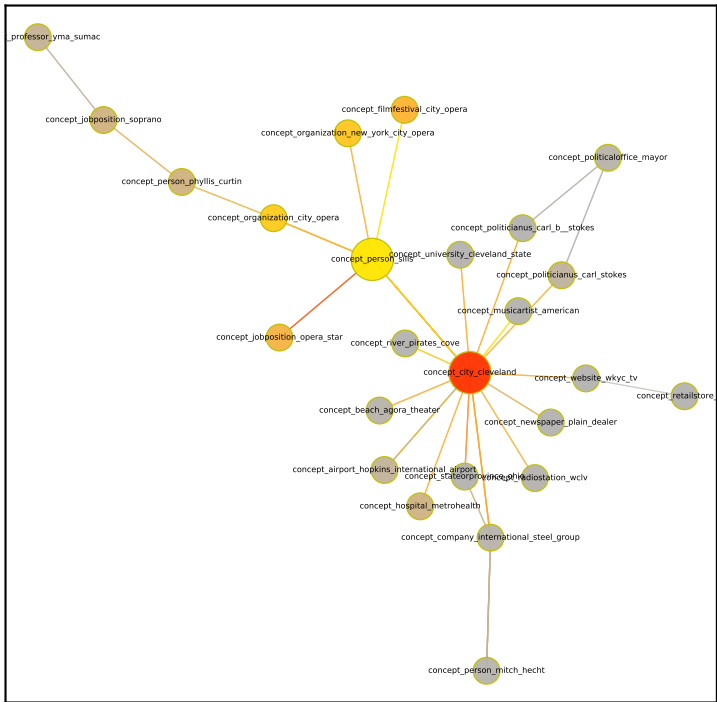 _professor_yma_sumac
concept_filmfestival_city_opera
concept_jobposition_soprano
concept_organization_new_york_city_opera
concept_politicaloffice_mayor
concept_person_phyllis_curtin
concept_organization_city_opera
concept_politicianus_carl_b__stokes
concept_university_cleveland_state
concept_person_sills
concept_politicianus_carl_stokes
concept_musicartist_american
concept_jobposition_opera_star
concept_river_pirates_cove
concept_city_cleveland
concept_website_wkyc_tv
concept_retailstore_
concept_beach_agora_theater
concept_newspaper_plain_dealer
concept_airport_hopkins_international_airport
concept_stateorprovince_ohio
concept_radiostation_wclv
concept_hospital_metrohealth
concept_company_international_steel_group
concept_person_mitch_hecht